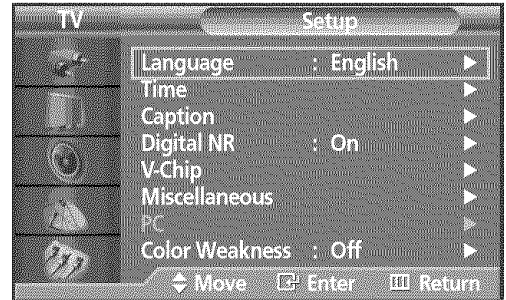 TV Setup
Language : English
Time
Caption
Digital NR : On
V-Chip
Miscellaneous
PC
Color Weakness : Off
Move Enter Return